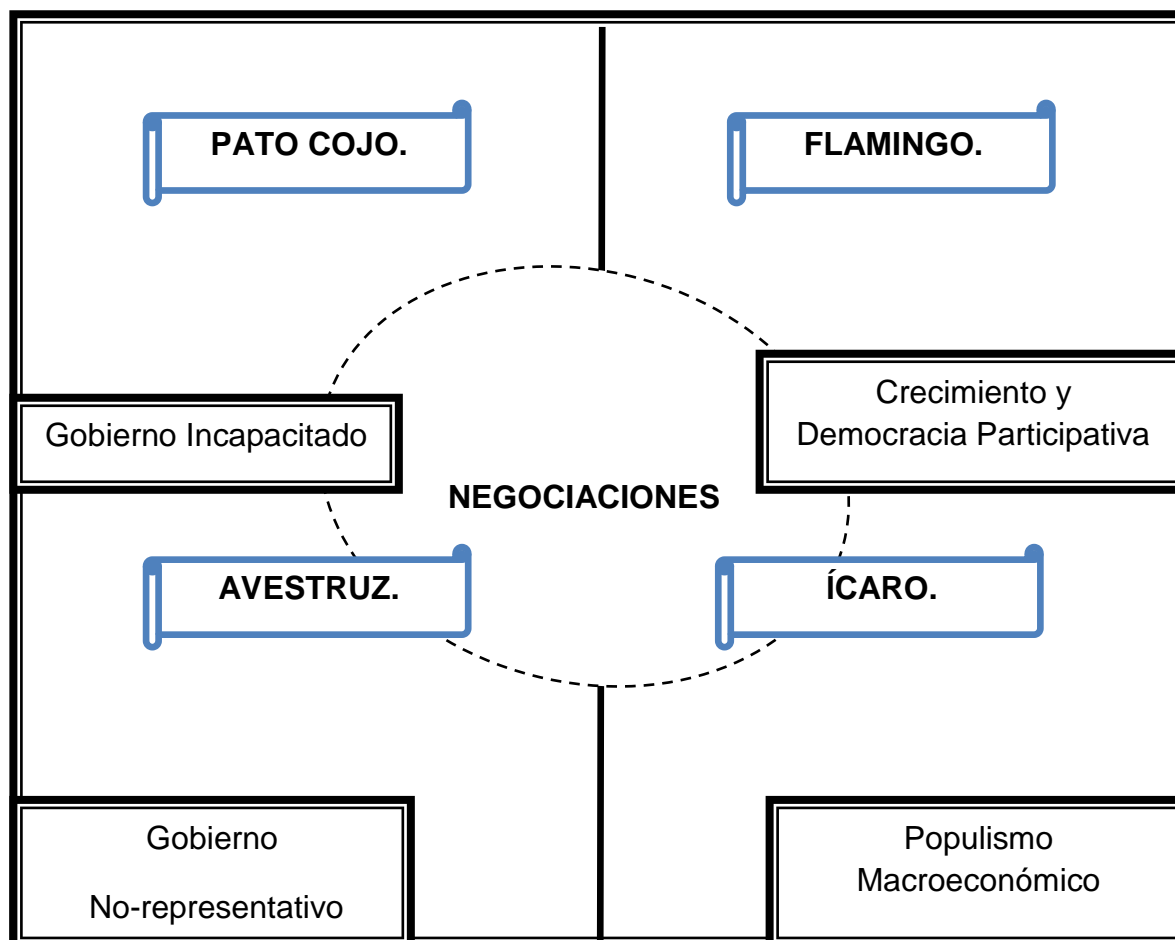 PATO COJO.
FLAMINGO.
Gobierno Incapacitado
Crecimiento y
Democracia Participativa
NEGOCIACIONES
AVESTRUZ.
ÍCARO.
Gobierno
No-representativo
Populismo
Macroeconómico